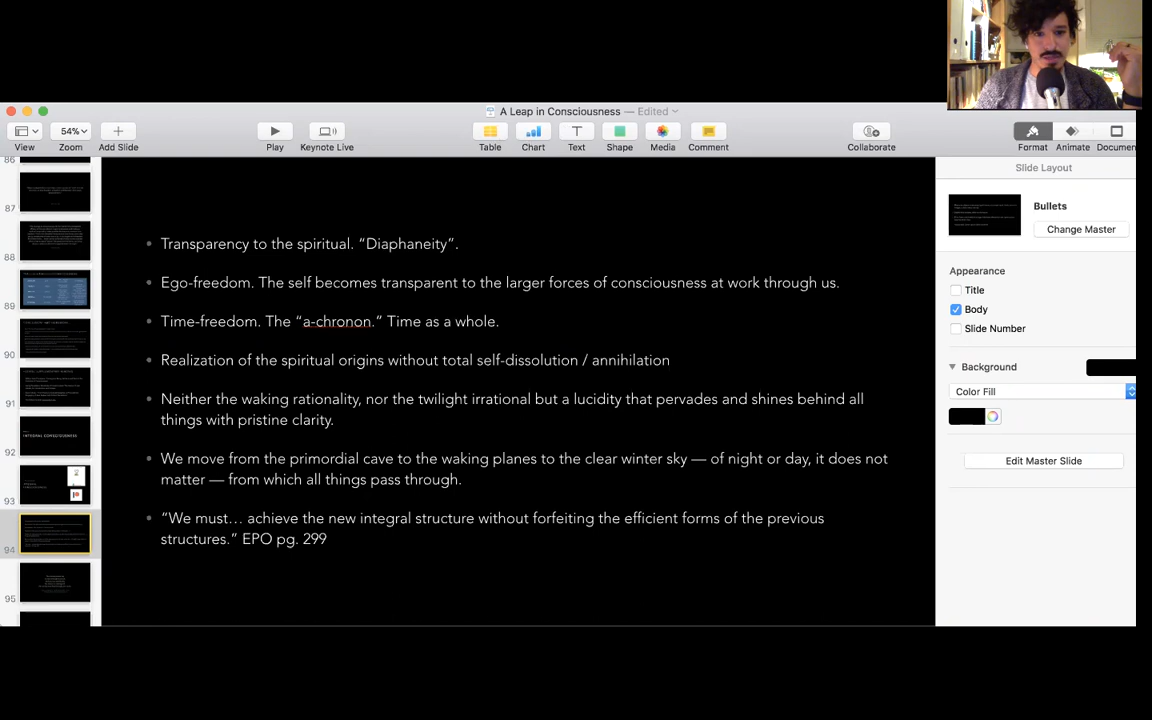 A Leap in Consciousness — Edited
View
54%
Zoom
Add Slide
Play
Keynote Live
Table
Chart
Text
Shape
Media
Comment
Collaborate
Format
Animate
Documen
Slide Layout
86
87
88
89
90
91
92
93
94
95
INTEGRAL CONSCIOUSNESS
• Transparency to the spiritual. “Diaphaneity”.
• Ego-freedom. The self becomes transparent to the larger forces of consciousness at work through us.
• Time-freedom. The “a-chronon.” Time as a whole.
• Realization of the spiritual origins without total self-dissolution / annihilation
• Neither the waking rationality, nor the twilight irrational but a lucidity that pervades and shines behind all
things with pristine clarity.
• We move from the primordial cave to the waking planes to the clear winter sky — of night or day, it does not
matter — from which all things pass through.
• “We must… achieve the new integral structure without forfeiting the efficient forms of the previous
structures.” EPO pg. 299
Bullets
Change Master
Appearance
Title
Body
Slide Number
Background
Color Fill
Edit Master Slide